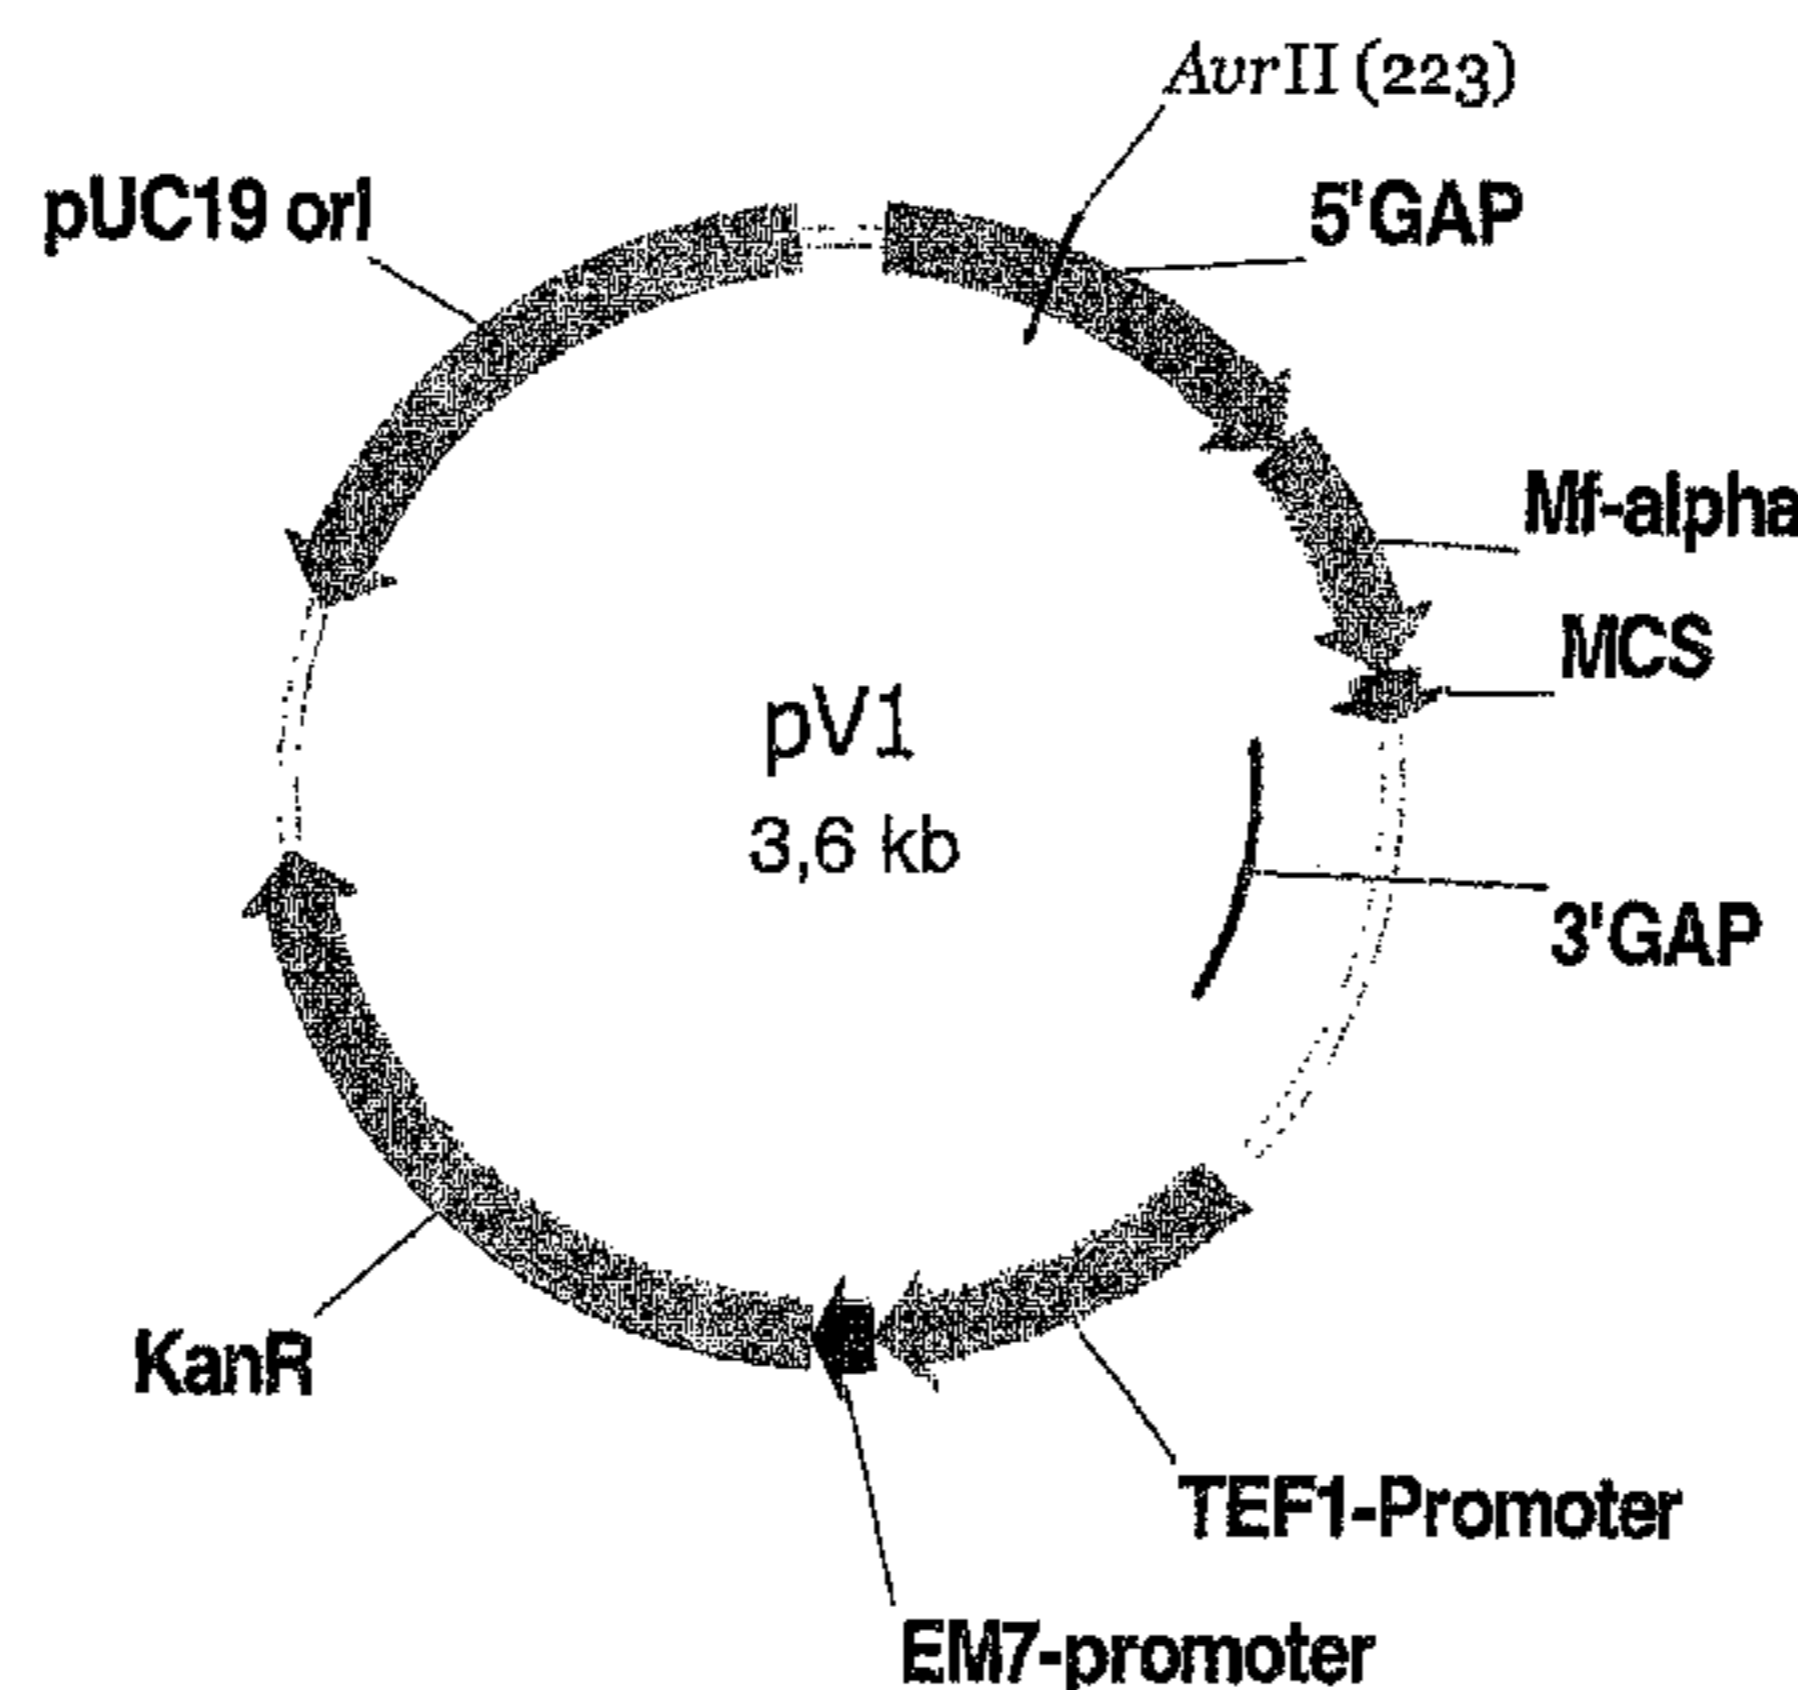 AvrII (223)
5'GAP
pUC19 ori
Mf-alpha
MCS
pV1
3,6 kb
3'GAP
KanR
TEF1-Promoter
EM7-promoter